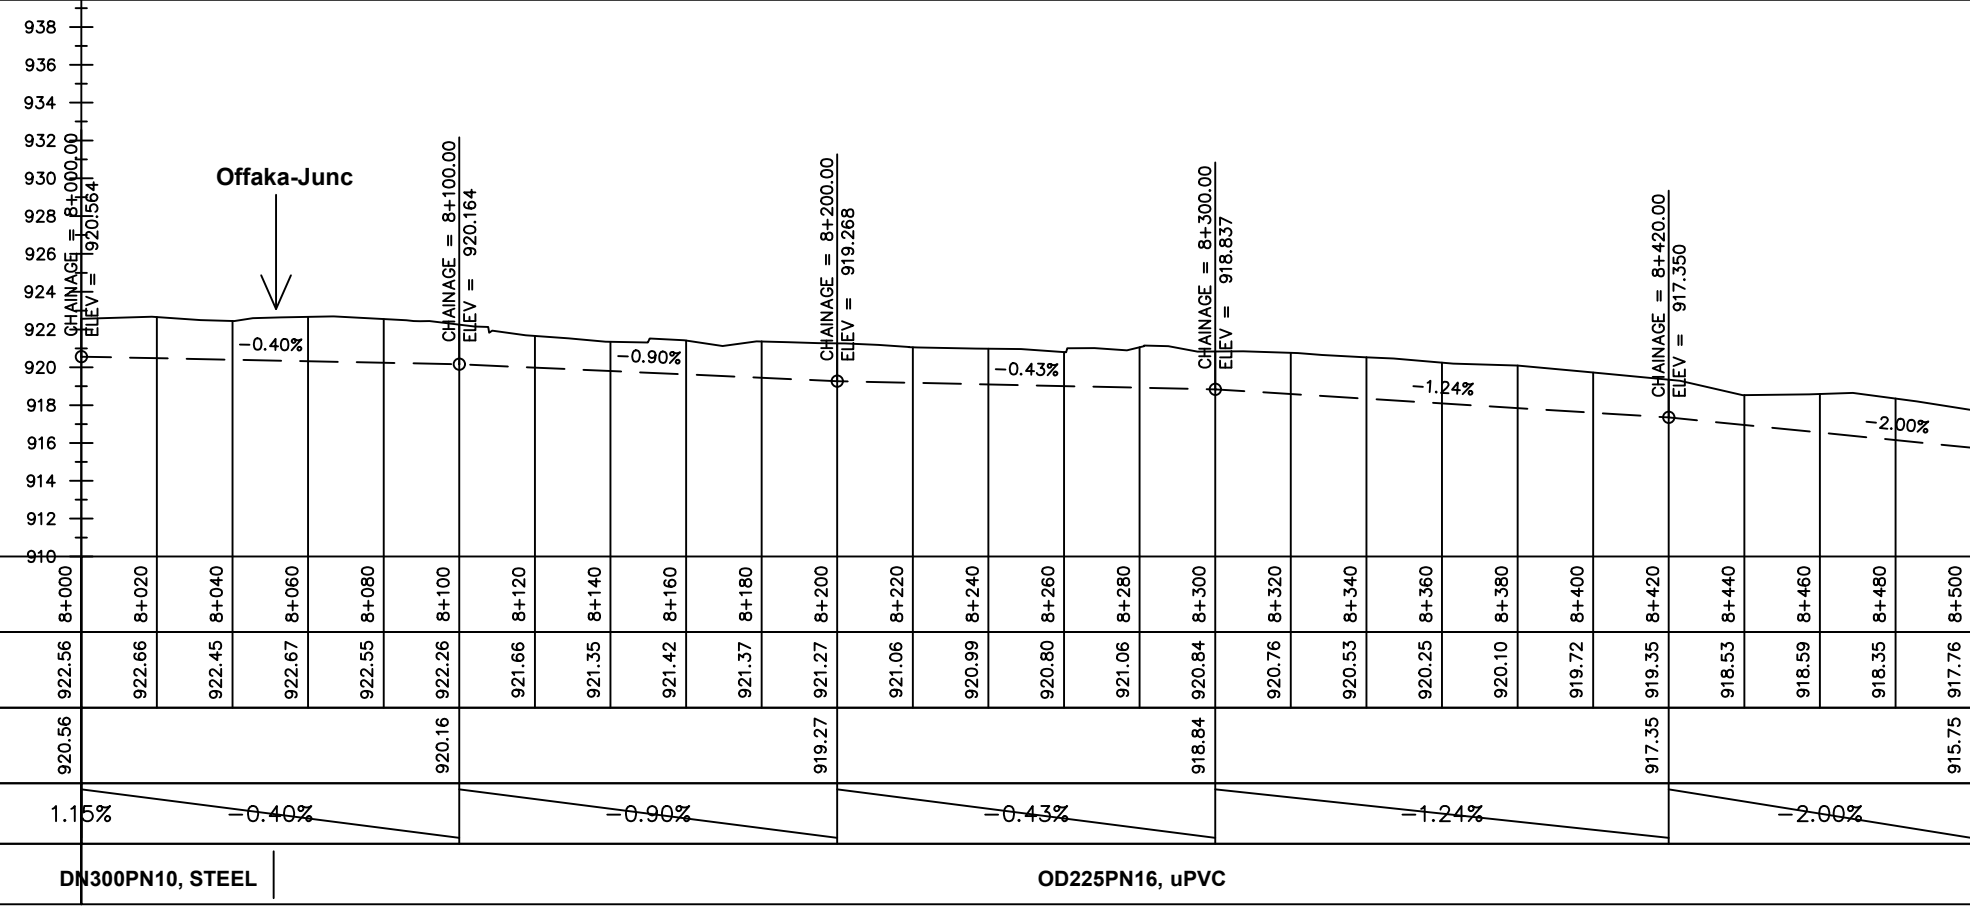 938
936
934
932
930
928
926
924
922
920
918
916
914
912
910
CHAINAGE = 8+000.00
ELEV = 920.564
Offaka-Junc
CHAINAGE = 8+100.00
ELEV = 920.164
CHAINAGE = 8+200.00
ELEV = 919.268
CHAINAGE = 8+300.00
ELEV = 918.837
CHAINAGE = 8+420.00
ELEV = 917.350
-0.40%
-0.90%
-0.43%
-1.24%
-2.00%
8+000 8+020 8+040 8+060 8+080 8+100 8+120 8+140 8+160 8+180 8+200 8+220 8+240 8+260 8+280 8+300 8+320 8+340 8+360 8+380 8+400 8+420 8+440 8+460 8+480 8+500
922.56 922.66 922.45 922.67 922.55 922.26 921.66 921.35 921.42 921.37 921.27 921.06 920.99 920.80 921.06 920.84 920.76 920.53 920.25 920.10 919.72 919.35 918.53 918.59 918.35 917.76
920.56 920.16 919.27 918.84 917.35 915.75
1.15% -0.40% -0.90% -0.43% -1.24% -2.00%
DN300PN10, STEEL OD225PN16, uPVC